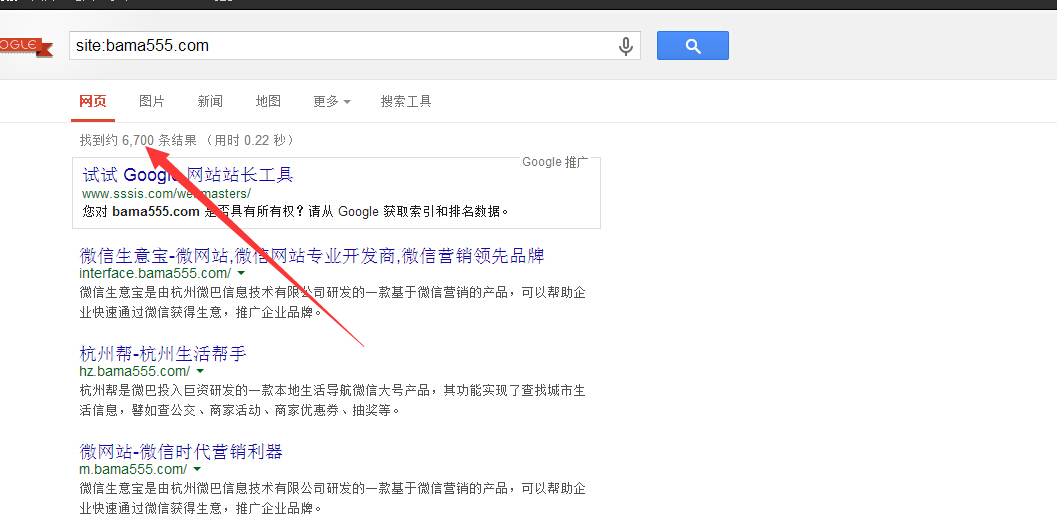 OGLE
site:bama555.com
网页 图片 新闻 地图 更多 搜索工具
找到约 6,700 条结果 (用时 0.22 秒)
Google 推广
试试 Google 网站站长工具
www.sssis.com/webmasters/
您对 bama555.com 是否具有所有权？请从 Google 获取索引和排名数据。
微信生意宝-微网站,微信网站专业开发商,微信营销领先品牌
interface.bama555.com/
微信生意宝是由杭州微巴信息技术有限公司研发的一款基于微信营销的产品，可以帮助企
业快速通过微信获得生意，推广企业品牌。
杭州帮-杭州生活帮手
hz.bama555.com/
杭州帮是微巴投入巨资研发的一款本地生活导航微信大号产品，其功能实现了查找城市生
活信息，譬如查公交、商家活动、商家优惠券、抽奖等。
微网站-微信时代营销利器
m.bama555.com/
微信生意宝是由杭州微巴信息技术有限公司研发的一款基于微信营销的产品，可以帮助企
业快速通过微信获得生意，推广企业品牌。